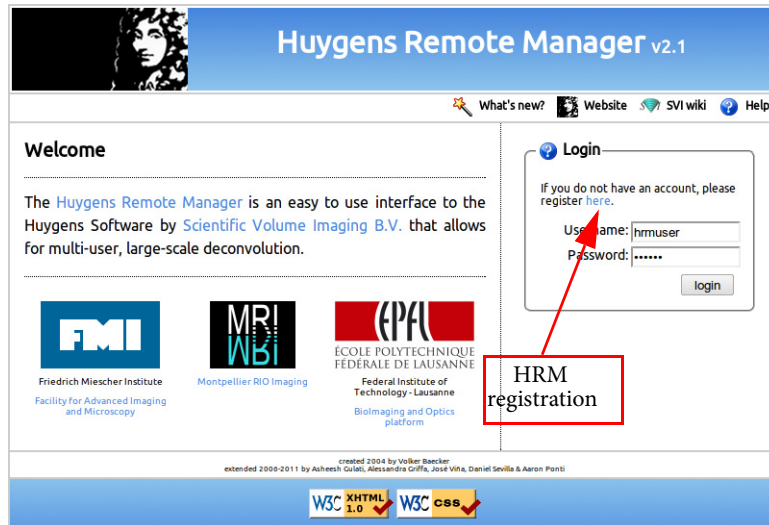 Huygens Remote Manager v2.1
What's new? Website SVI wiki Help
Welcome
The Huygens Remote Manager is an easy to use interface to the
Huygens Software by Scientific Volume Imaging B.V. that allows
for multi-user, large-scale deconvolution.
FMI
Friedrich Miescher Institute
Facility for Advanced Imaging
and Microscopy
MRI
MRI
Montpellier RIO Imaging
EPFL
ÉCOLE POLYTECHNIQUE
FÉDÉRALE DE LAUSANNE
Federal Institute of
Technology - Lausanne
BioImaging and Optics
platform
Login
If you do not have an account, please
register here.
Username: hrmuser
Password: ••••••
login
HRM
registration
created 2004 by Volker Baecker
extended 2006-2011 by Asheesh Gulati, Alessandra Griffa, José Viña, Daniel Sevilla & Aaron Ponti
W3C XHTML 1.0
W3C css